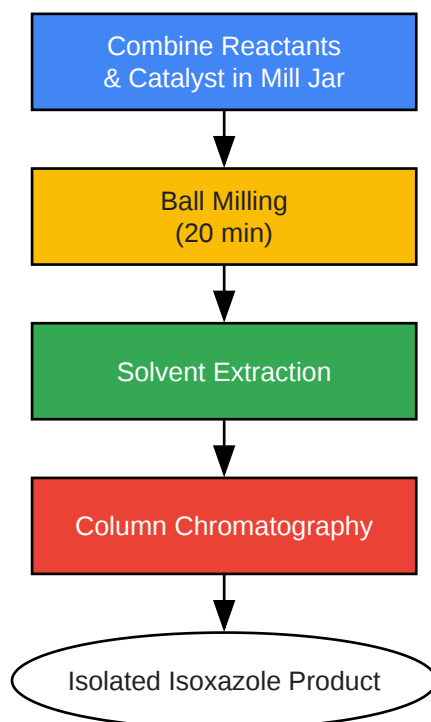 Combine Reactants
& Catalyst in Mill Jar
Ball Milling
(20 min)
Solvent Extraction
Column Chromatography
Isolated Isoxazole Product